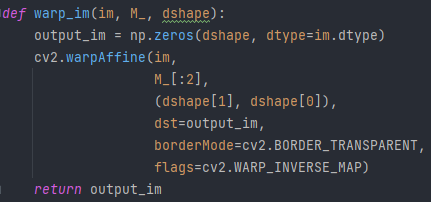 def warp_im(im, M_, dshape):
    output_im = np.zeros(dshape, dtype=im.dtype)
    cv2.warpAffine(im,
                   M_[:2],
                   (dshape[1], dshape[0]),
                   dst=output_im,
                   borderMode=cv2.BORDER_TRANSPARENT,
                   flags=cv2.WARP_INVERSE_MAP)
    return output_im